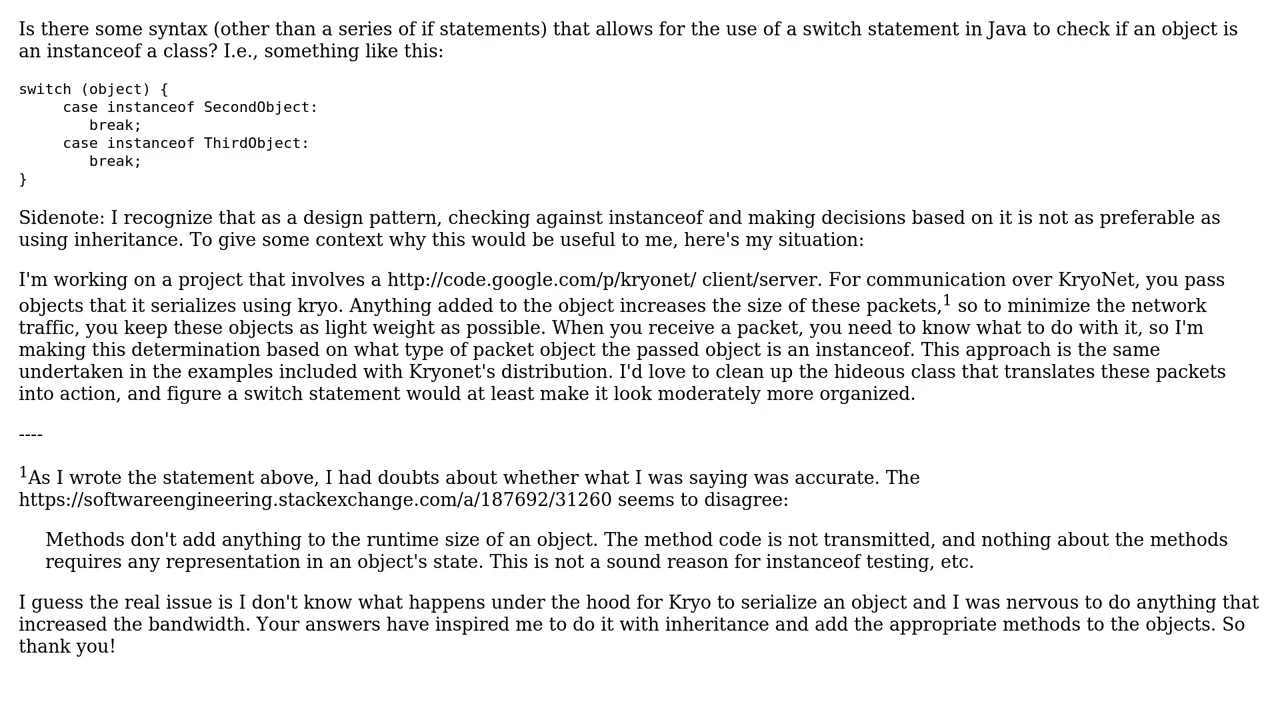 Is there some syntax (other than a series of if statements) that allows for the use of a switch statement in Java to check if an object is
an instanceof a class? I.e., something like this:
switch (object) {
     case instanceof SecondObject:
        break;
     case instanceof ThirdObject:
        break;
}
Sidenote: I recognize that as a design pattern, checking against instanceof and making decisions based on it is not as preferable as
using inheritance. To give some context why this would be useful to me, here's my situation:
I'm working on a project that involves a http://code.google.com/p/kryonet/ client/server. For communication over KryoNet, you pass
objects that it serializes using kryo. Anything added to the object increases the size of these packets,1 so to minimize the network
traffic, you keep these objects as light weight as possible. When you receive a packet, you need to know what to do with it, so I'm
making this determination based on what type of packet object the passed object is an instanceof. This approach is the same
undertaken in the examples included with Kryonet's distribution. I'd love to clean up the hideous class that translates these packets
into action, and figure a switch statement would at least make it look moderately more organized.
----
1As I wrote the statement above, I had doubts about whether what I was saying was accurate. The
https://softwareengineering.stackexchange.com/a/187692/31260 seems to disagree:
Methods don't add anything to the runtime size of an object. The method code is not transmitted, and nothing about the methods
requires any representation in an object's state. This is not a sound reason for instanceof testing, etc.
I guess the real issue is I don't know what happens under the hood for Kryo to serialize an object and I was nervous to do anything that
increased the bandwidth. Your answers have inspired me to do it with inheritance and add the appropriate methods to the objects. So
thank you!